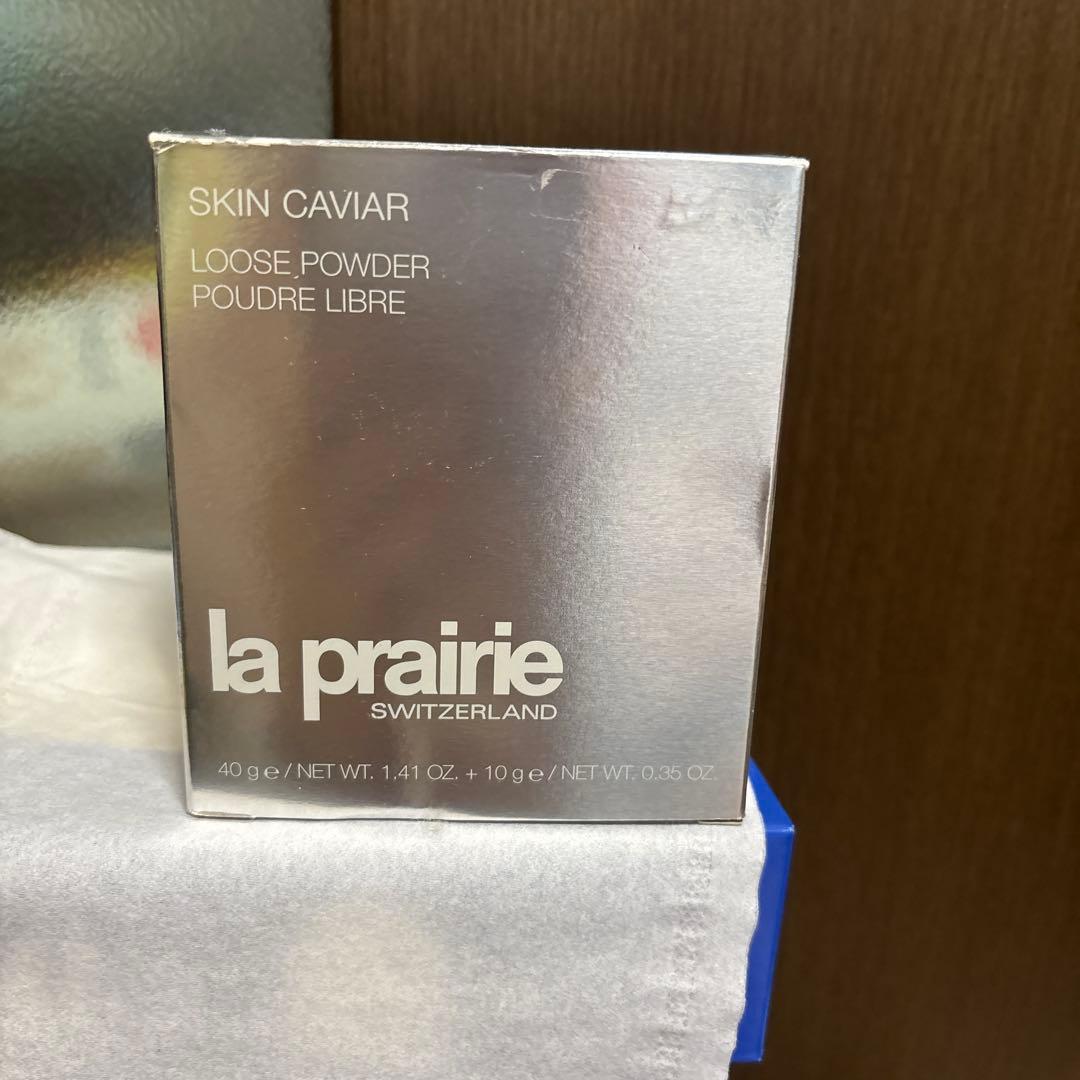 SKIN CAVIAR
LOOSE POWDER
POUDRE LIBRE
la prairie
SWITZERLAND
40 g e / NET WT. 1.41 OZ. + 10 g e / NET WT. 0.35 OZ.